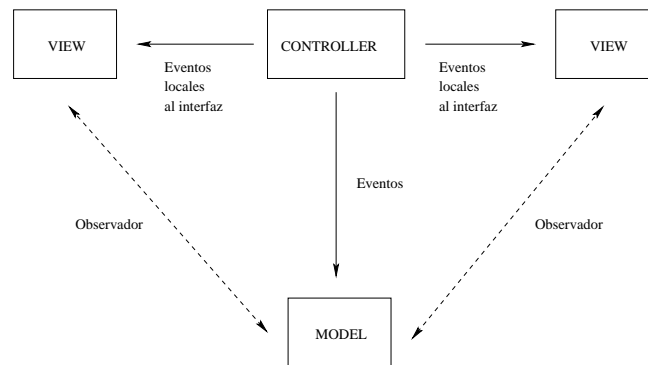 VIEW
CONTROLLER
VIEW
Eventos
locales
al interfaz
Eventos
locales
al interfaz
Eventos
Observador
Observador
MODEL